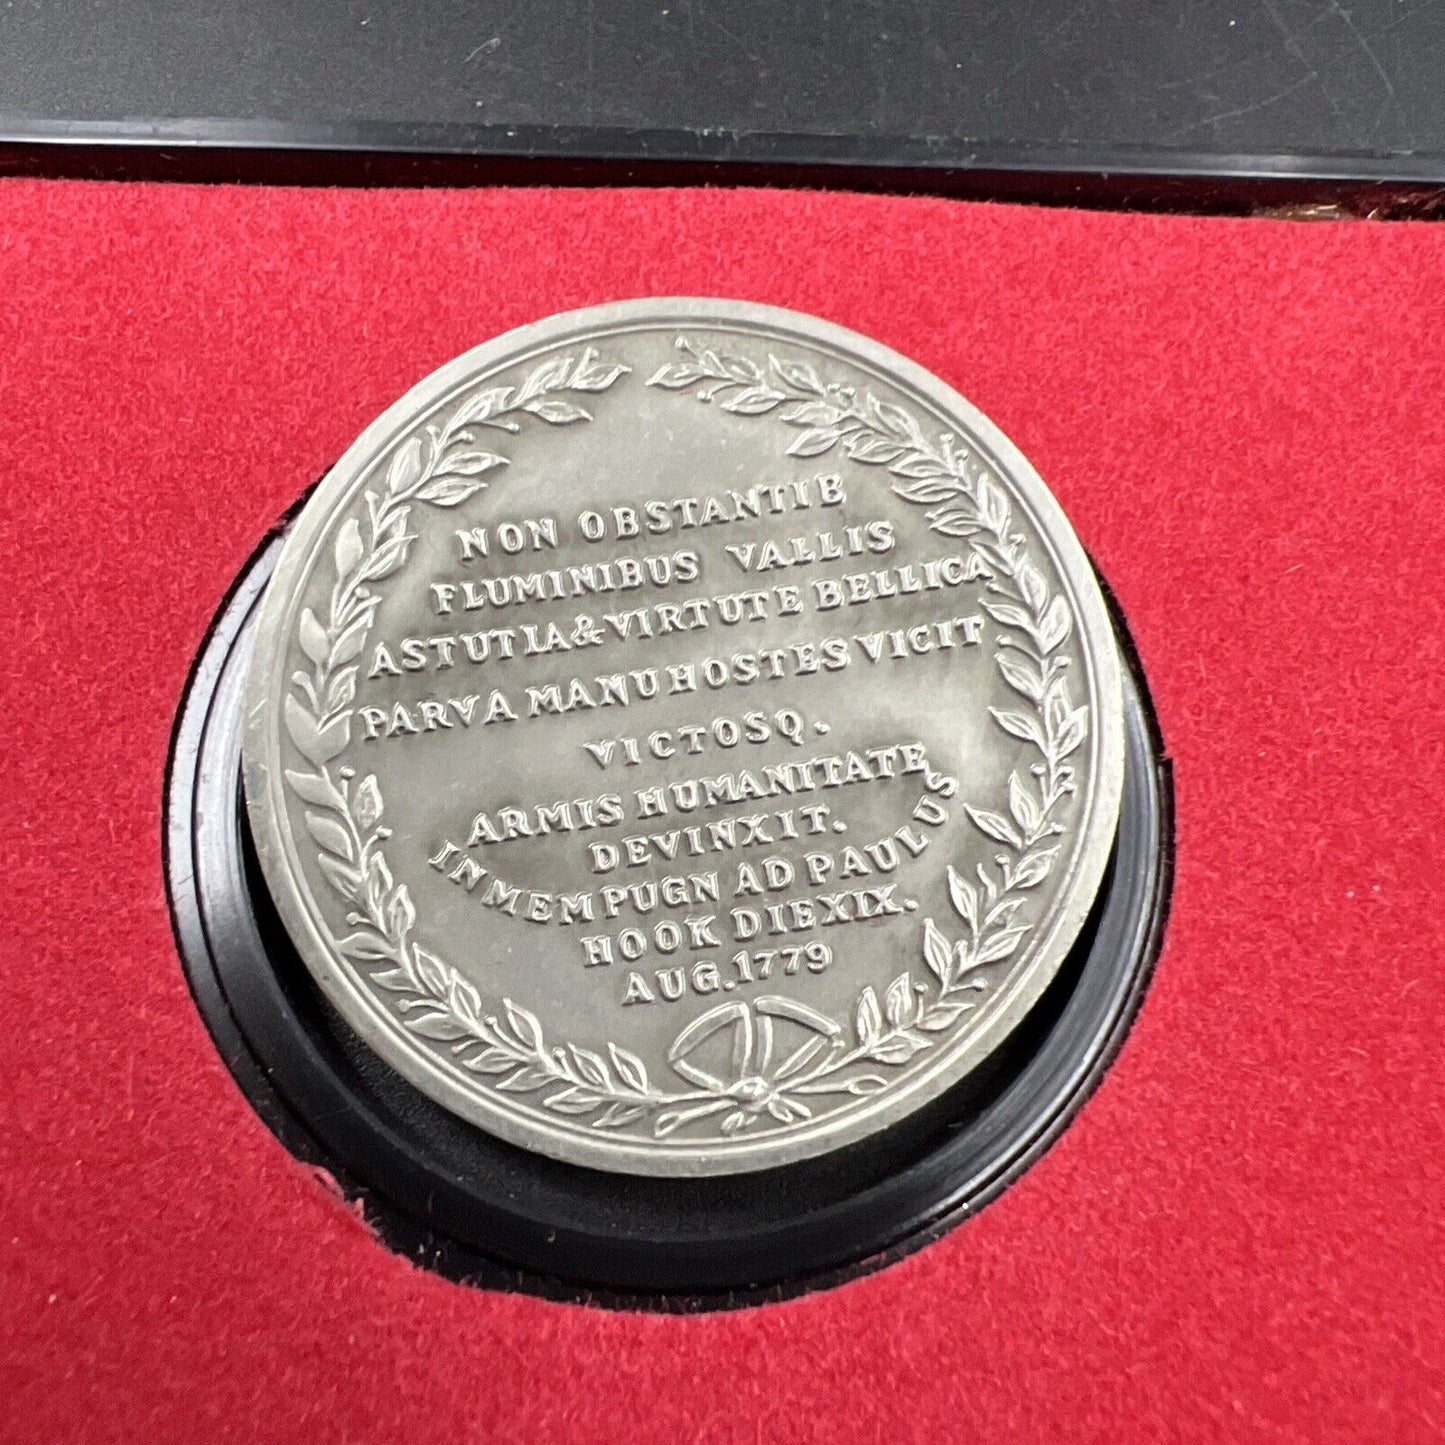 NON OBSTANTIB
FLUMINIBUS VALLIS
ASTUTIA & VIRTUTE BELLICA
PARVA MANU HOSTES VICIT
VICTOSQ.
ARMIS HUMANITATE
DEVINXIT.
IN MEM PUGN AD PAULUS
HOOK DIE XIX.
AUG. 1779